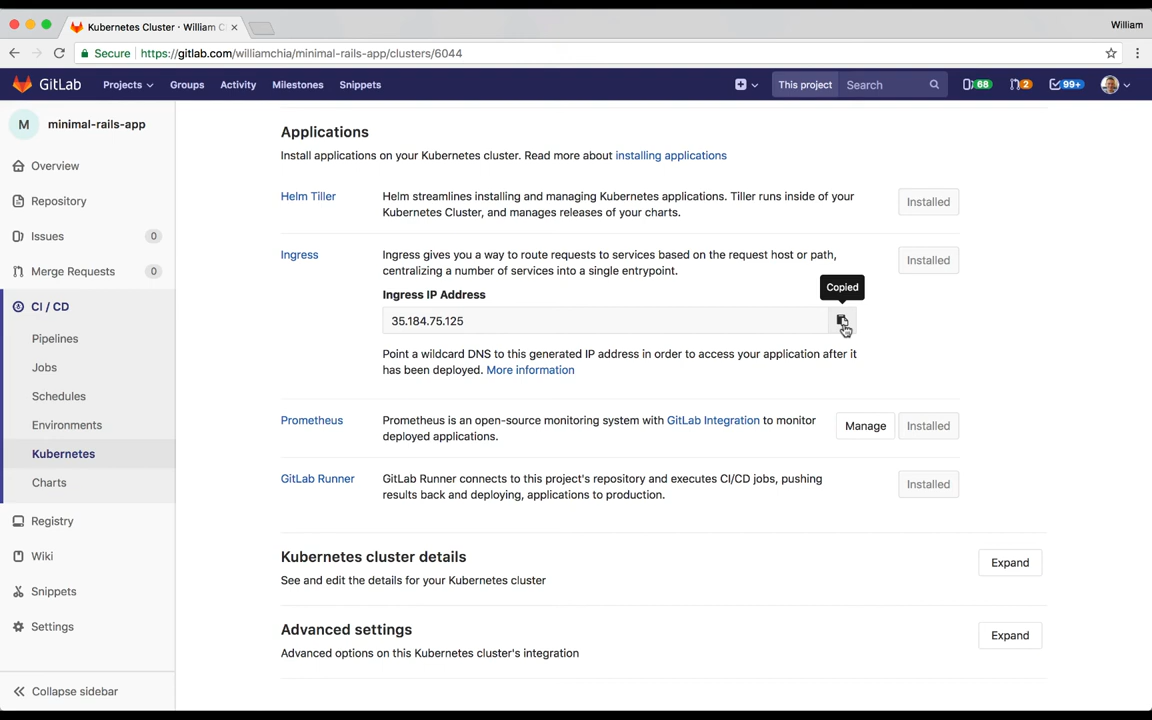 Kubernetes Cluster · William C
William
Secure https://gitlab.com/williamchia/minimal-rails-app/clusters/6044
GitLab Projects Groups Activity Milestones Snippets This project Search 68 2 99+
M minimal-rails-app
Overview
Repository
Issues 0
Merge Requests 0
CI / CD
Pipelines
Jobs
Schedules
Environments
Kubernetes
Charts
Registry
Wiki
Snippets
Settings
Collapse sidebar
Applications
Install applications on your Kubernetes cluster. Read more about installing applications
Helm Tiller
Helm streamlines installing and managing Kubernetes applications. Tiller runs inside of your
Kubernetes Cluster, and manages releases of your charts.
Installed
Ingress
Ingress gives you a way to route requests to services based on the request host or path,
centralizing a number of services into a single entrypoint.
Installed
Copied
Ingress IP Address
35.184.75.125
Point a wildcard DNS to this generated IP address in order to access your application after it
has been deployed. More information
Prometheus
Prometheus is an open-source monitoring system with GitLab Integration to monitor
deployed applications.
Manage Installed
GitLab Runner
GitLab Runner connects to this project's repository and executes CI/CD jobs, pushing
results back and deploying, applications to production.
Installed
Kubernetes cluster details
See and edit the details for your Kubernetes cluster
Expand
Advanced settings
Advanced options on this Kubernetes cluster's integration
Expand